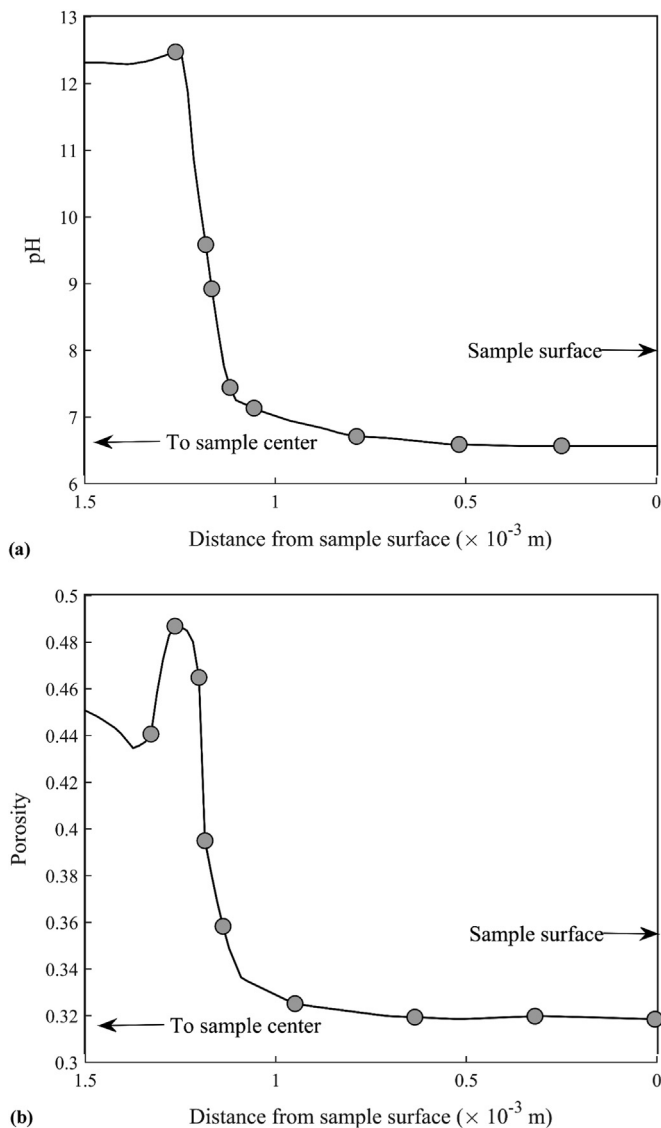 13
12
11
10
9
8
7
6
pH
Sample surface
To sample center
1.5 1 0.5 0
Distance from sample surface (× 10⁻³ m)
(a)
0.5
0.48
0.46
0.44
0.42
0.4
0.38
0.36
0.34
0.32
0.3
Porosity
Sample surface
To sample center
1.5 1 0.5 0
Distance from sample surface (× 10⁻³ m)
(b)